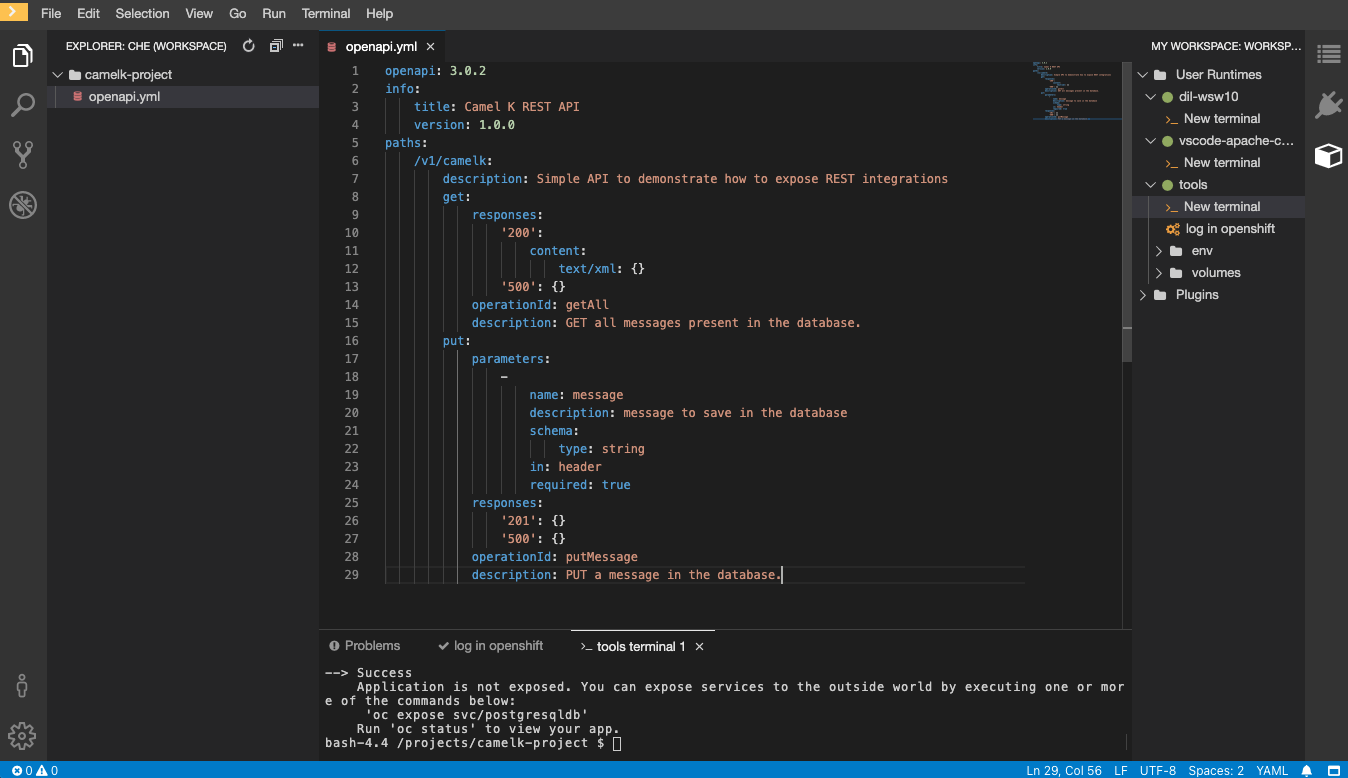 File Edit Selection View Go Run Terminal Help
EXPLORER: CHE (WORKSPACE)
camelk-project
openapi.yml
openapi.yml
1 openapi: 3.0.2
2 info:
3 title: Camel K REST API
4 version: 1.0.0
5 paths:
6 /v1/camelk:
7 description: Simple API to demonstrate how to expose REST integrations
8 get:
9 responses:
10 '200':
11 content:
12 text/xml: {}
13 '500': {}
14 operationId: getAll
15 description: GET all messages present in the database.
16 put:
17 parameters:
18 -
19 name: message
20 description: message to save in the database
21 schema:
22 type: string
23 in: header
24 required: true
25 responses:
26 '201': {}
27 '500': {}
28 operationId: putMessage
29 description: PUT a message in the database.
Problems log in openshift >_ tools terminal 1
--> Success
Application is not exposed. You can expose services to the outside world by executing one or mor
e of the commands below:
'oc expose svc/postgresqldb'
Run 'oc status' to view your app.
bash-4.4 /projects/camelk-project $
MY WORKSPACE: WORKSP...
User Runtimes
dil-wsw10
>_ New terminal
vscode-apache-c...
>_ New terminal
tools
>_ New terminal
log in openshift
env
volumes
Plugins
0 0 Ln 29, Col 56 LF UTF-8 Spaces: 2 YAML